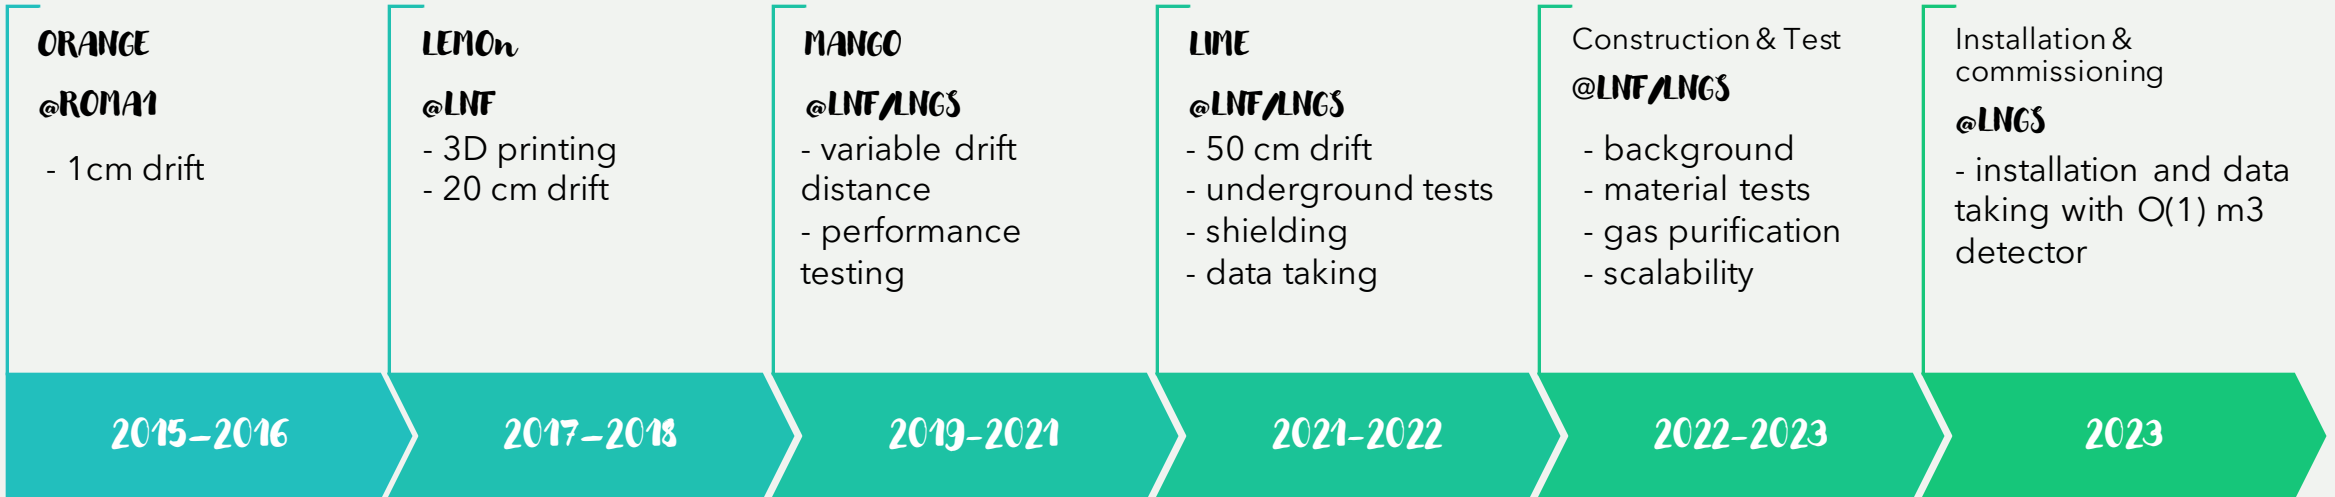 ORANGE
@ROMA1
- 1cm drift
2015-2016
LEMOn
@LNF
- 3D printing
- 20 cm drift
2017-2018
MANGO
@LNF/LNGS
- variable drift
distance
- performance
testing
2019-2021
LIME
@LNF/LNGS
- 50 cm drift
- underground tests
- shielding
- data taking
2021-2022
Construction & Test
@LNF/LNGS
- background
- material tests
- gas purification
- scalability
2022-2023
Installation &
commissioning
@LNGS
- installation and data
taking with O(1) m3
detector
2023